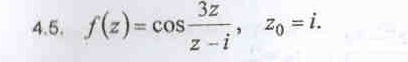 4.5. f(z) = cos 3z/(z - i), z₀ = i.